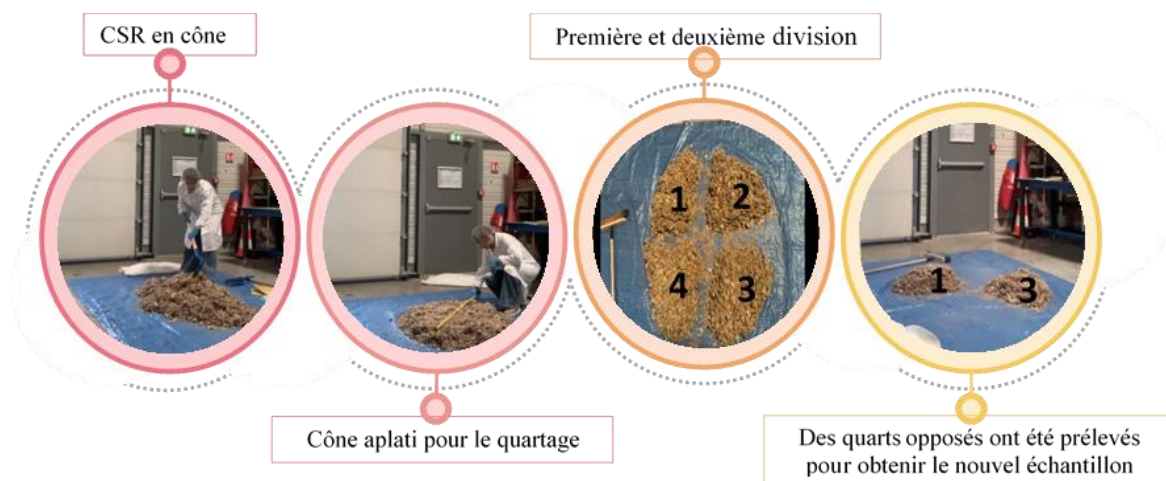 CSR en cône
Première et deuxième division
1
2
4
3
1
3
Cône aplati pour le quartage
Des quarts opposés ont été prélevés
pour obtenir le nouvel échantillon